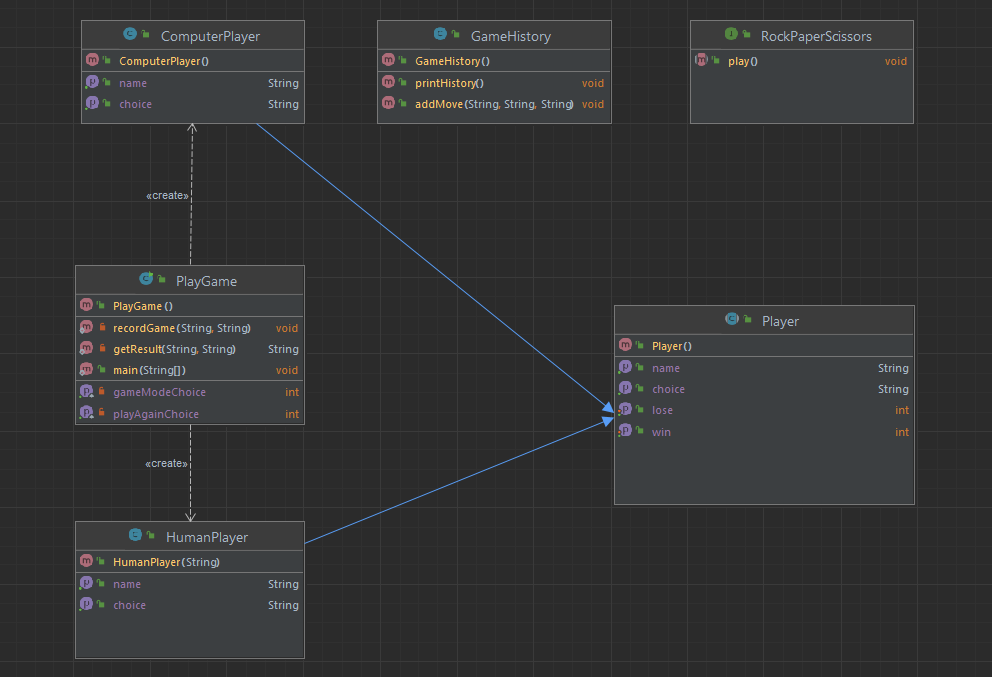 ComputerPlayer
ComputerPlayer()
name String
choice String
GameHistory
GameHistory()
printHistory() void
addMove(String, String, String) void
RockPaperScissors
play() void
«create»
PlayGame
PlayGame ()
recordGame(String, String) void
getResult(String, String) String
main(String[]) void
gameModeChoice int
playAgainChoice int
Player
Player()
name String
choice String
lose int
win int
«create»
HumanPlayer
HumanPlayer(String)
name String
choice String